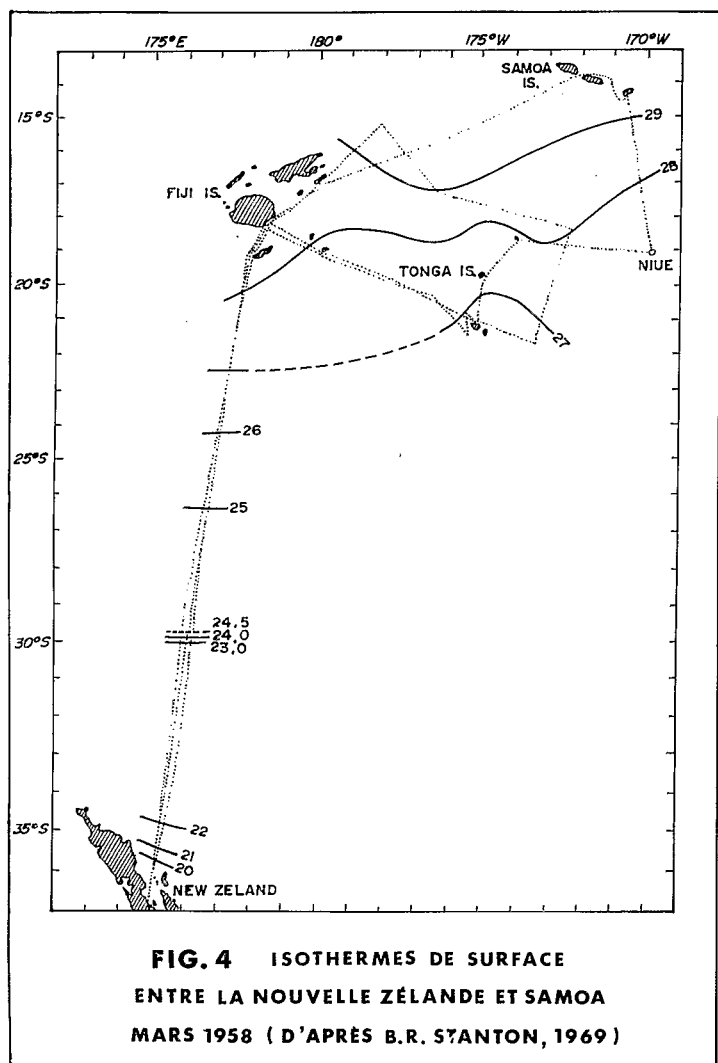 175°E 180° 175°W 170°W
SAMOA
IS.
15°S
29
28
FIJI IS.
TONGA IS.
NIUE
20°S
27
26
25°S
25
24.5
24.0
30°S
23.0
35°S
22
21
20
NEW ZELAND
FIG. 4 ISOTHERMES DE SURFACE
ENTRE LA NOUVELLE ZÉLANDE ET SAMOA
MARS 1958 ( D'APRÈS B.R. STANTON, 1969 )